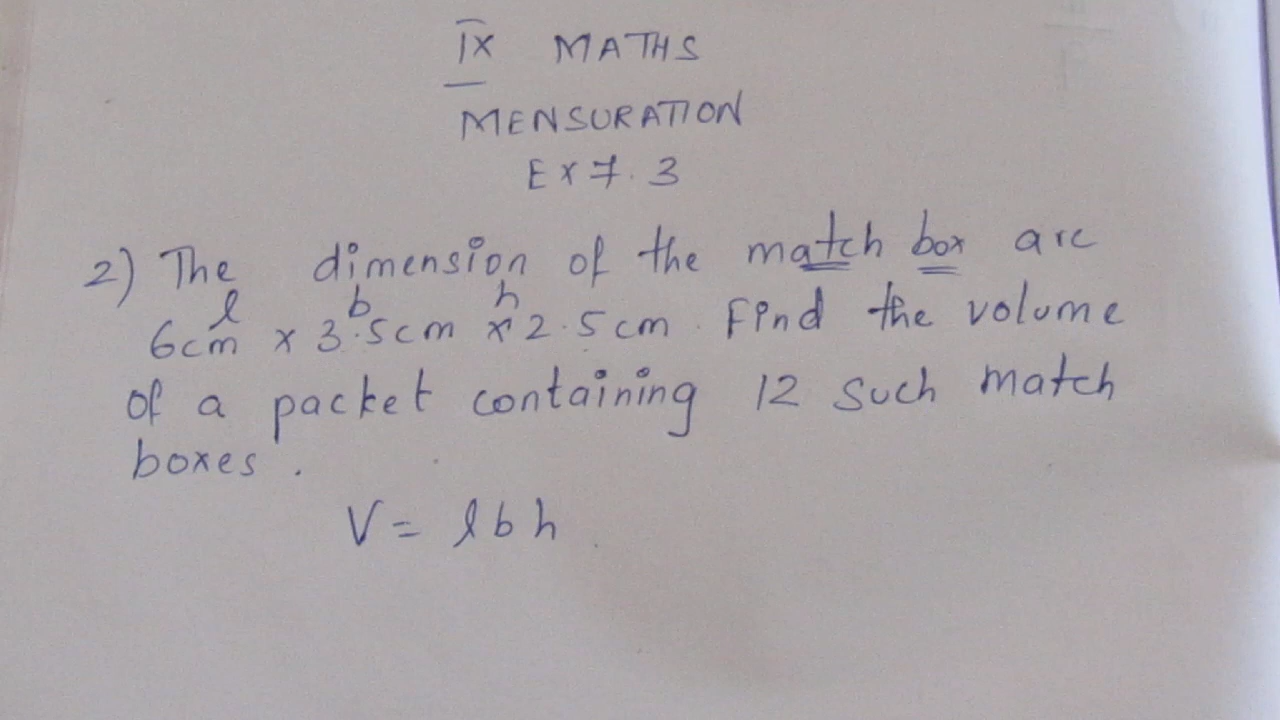 IX MATHS
MENSURATION
Ex 7.3
2) The dimension of the match box are
l b h
6cm x 3.5cm x 2.5cm. Find the volume
of a packet containing 12 such match
boxes.
V = lbh